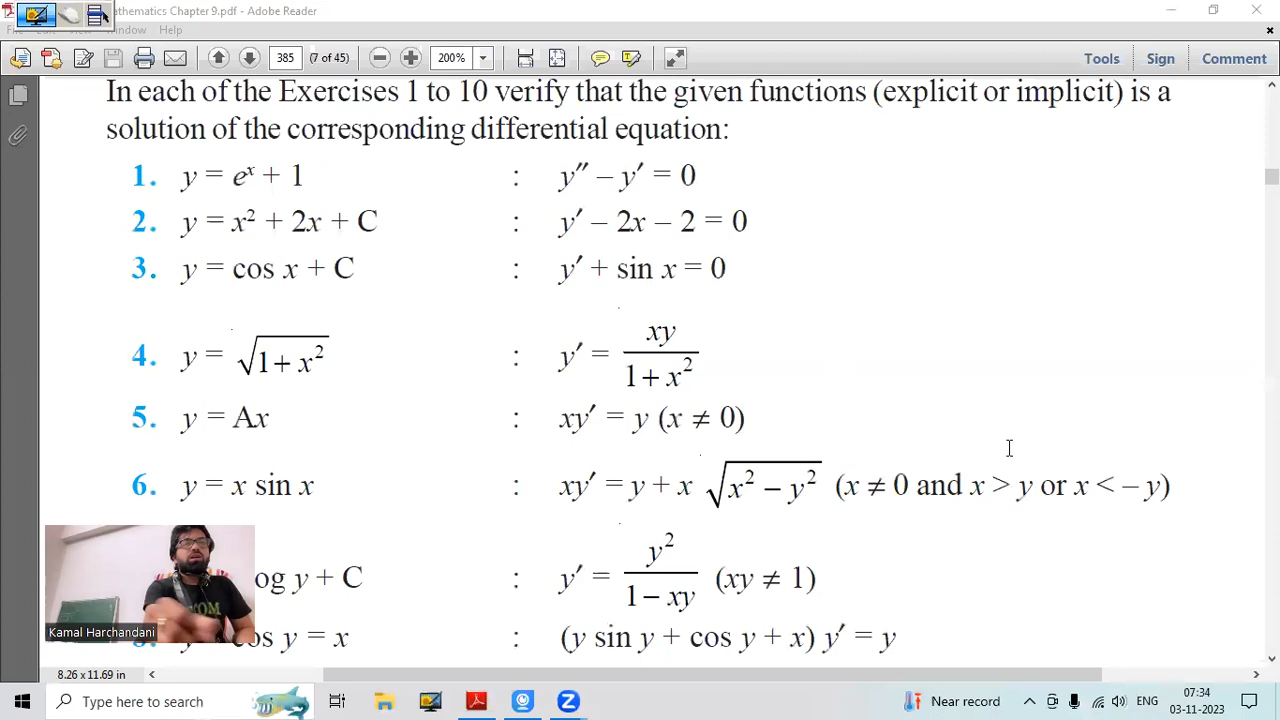 athematics Chapter 9.pdf - Adobe Reader
Window Help
385 (7 of 45) 200% Tools Sign Comment
In each of the Exercises 1 to 10 verify that the given functions (explicit or implicit) is a
solution of the corresponding differential equation:
1. y = eˣ + 1 : y″ – y′ = 0
2. y = x² + 2x + C : y′ – 2x – 2 = 0
3. y = cos x + C : y′ + sin x = 0
4. y = √(1 + x²) : y′ = xy/(1 + x²)
5. y = Ax : xy′ = y (x ≠ 0)
6. y = x sin x : xy′ = y + x √(x² – y²) (x ≠ 0 and x > y or x < – y)
og y + C : y′ = y²/(1 – xy) (xy ≠ 1)
os y = x : (y sin y + cos y + x) y′ = y
Kamal Harchandani
8.26 x 11.69 in
Type here to search Near record ENG 07:34
03-11-2023